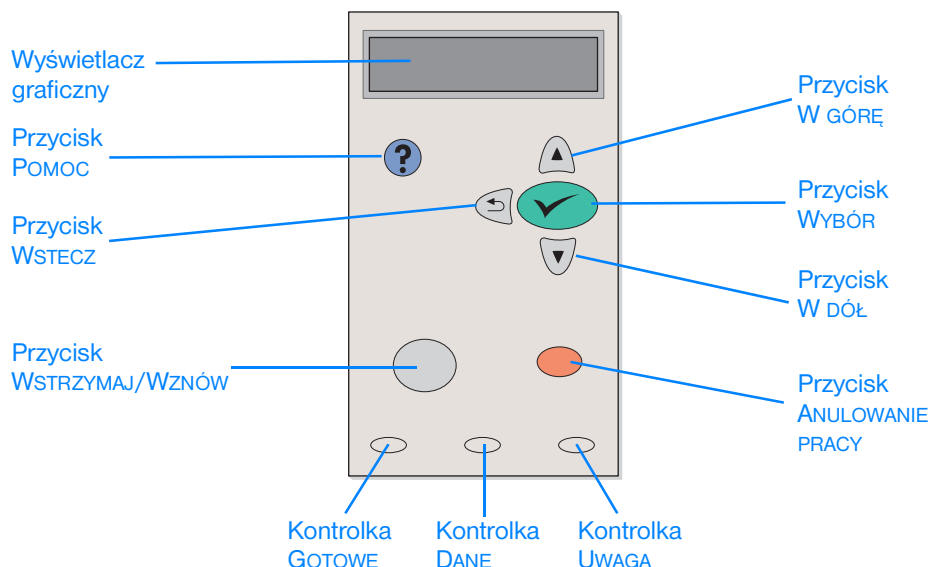 Wyświetlacz
graficzny
Przycisk
POMOC
Przycisk
WSTECZ
Przycisk
WSTRZYMAJ/WZNÓW
?
Przycisk
W GÓRĘ
Przycisk
WYBÓR
Przycisk
W DÓŁ
Przycisk
ANULOWANIE
PRACY
Kontrolka
GOTOWE
Kontrolka
DANE
Kontrolka
UWAGA